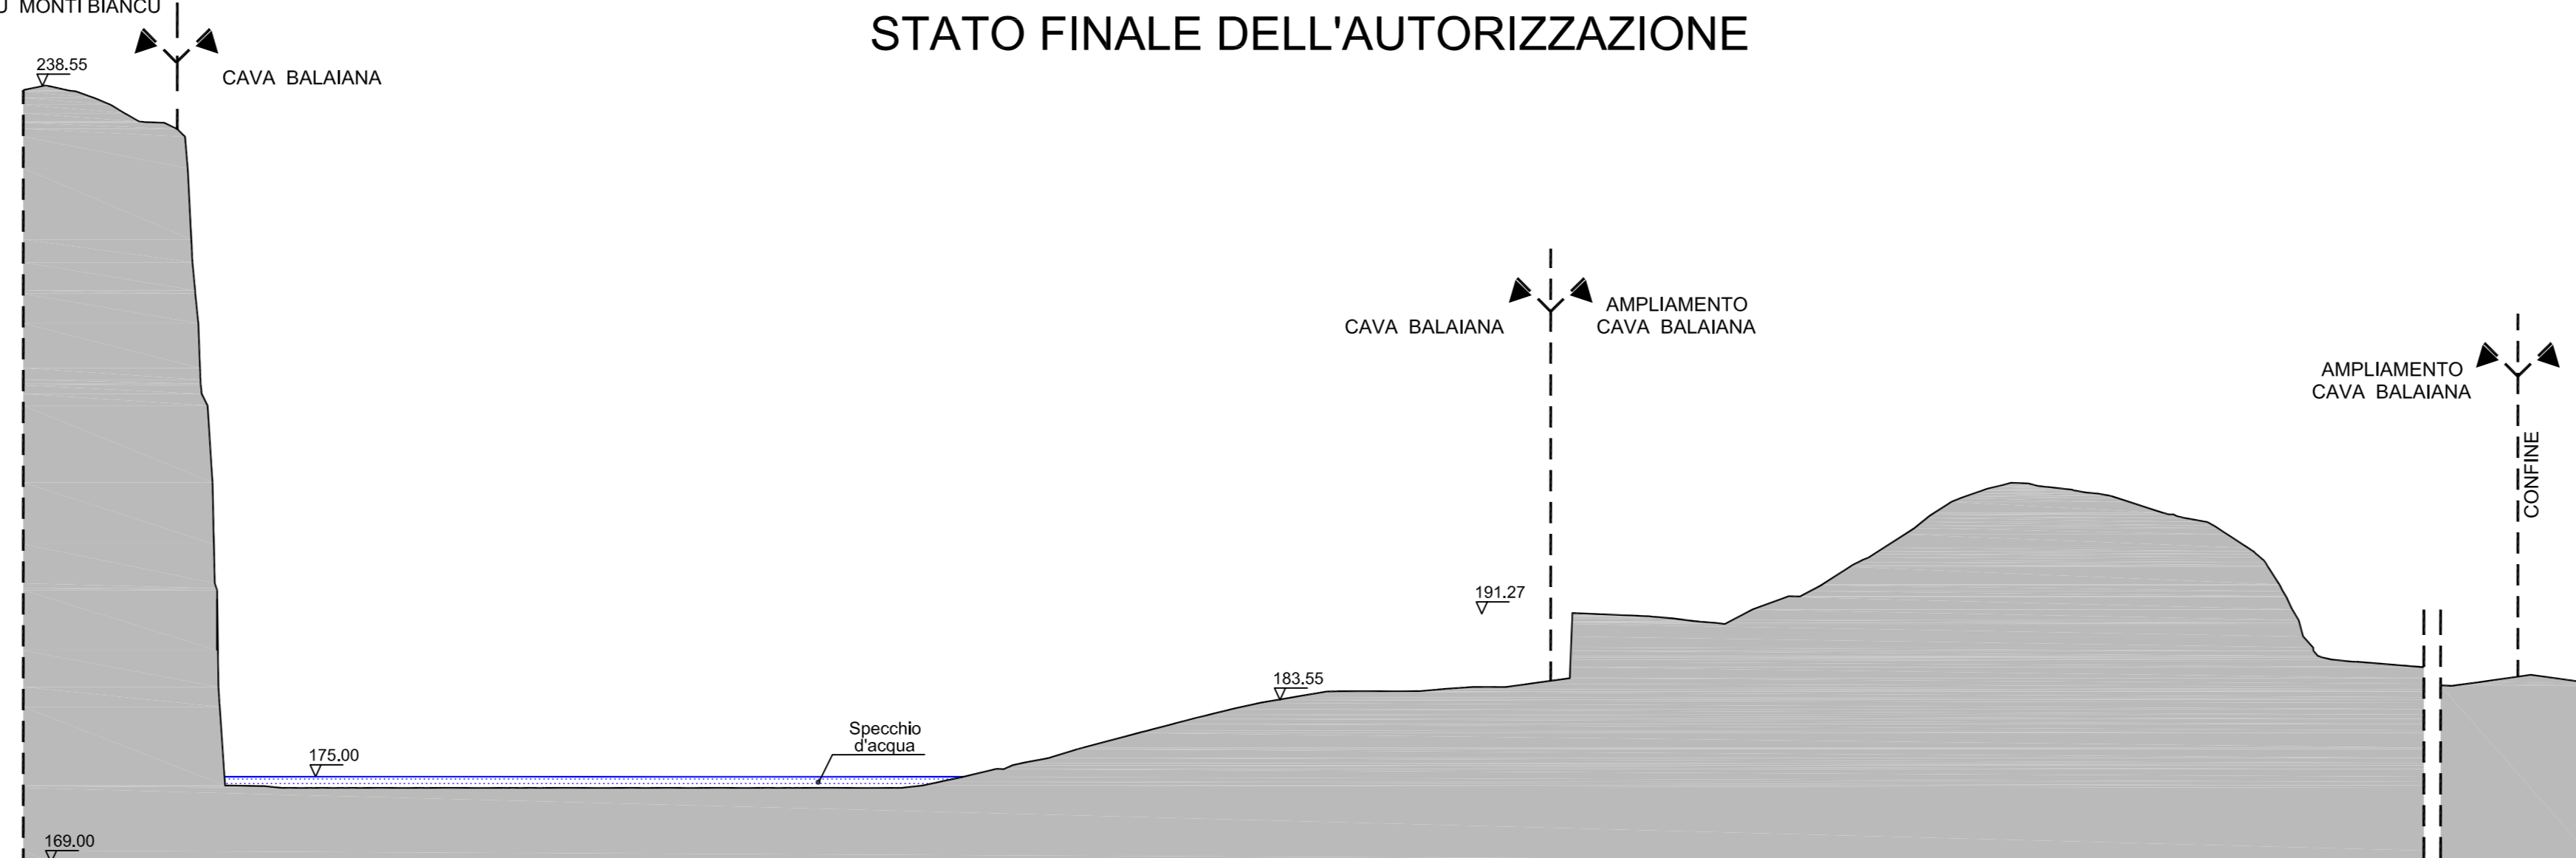 MONTI BIANCU
STATO FINALE DELL'AUTORIZZAZIONE
238.55
CAVA BALAIANA
CAVA BALAIANA
AMPLIAMENTO
CAVA BALAIANA
AMPLIAMENTO
CAVA BALAIANA
CONFINE
191.27
183.55
Specchio
d'acqua
175.00
169.00